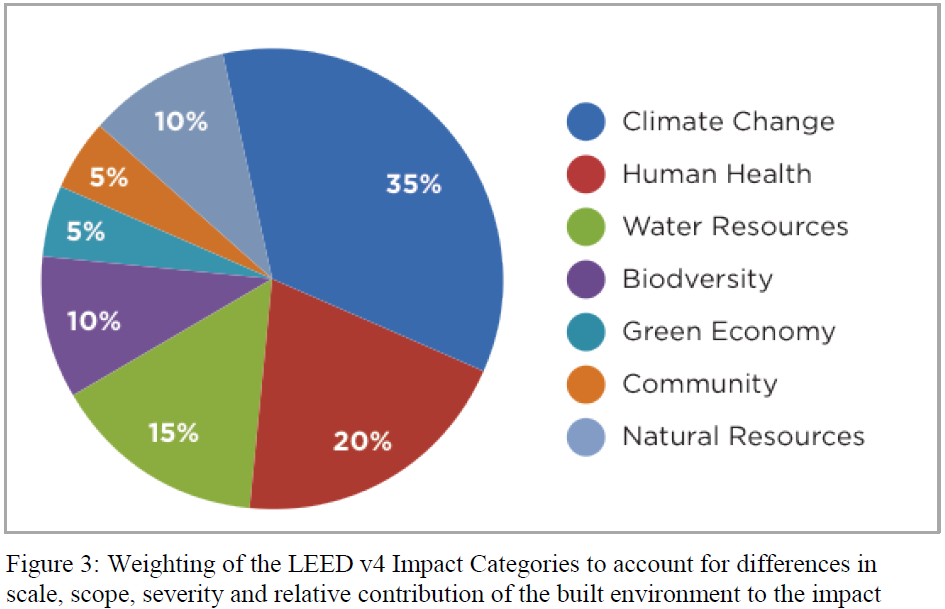 10%
35%
5%
5%
10%
15%
20%
Climate Change
Human Health
Water Resources
Biodversity
Green Economy
Community
Natural Resources
Figure 3: Weighting of the LEED v4 Impact Categories to account for differences in
scale, scope, severity and relative contribution of the built environment to the impact